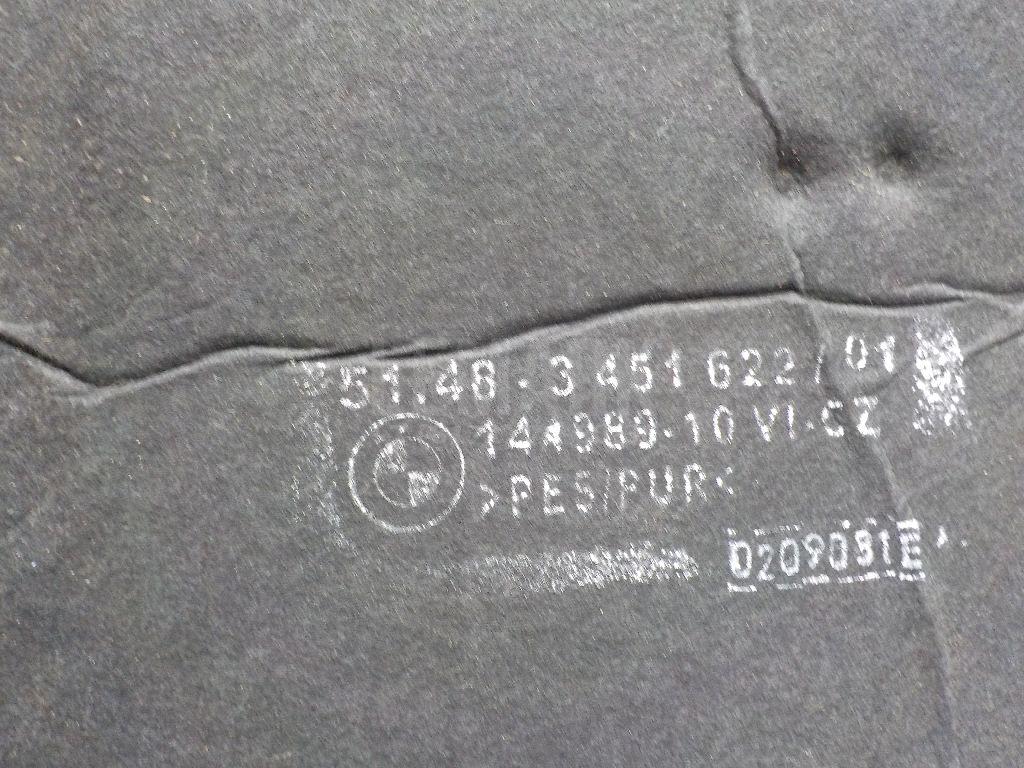 51.48 - 3 451 622 / 01
144989-10 VI-CZ
>PES/PUR<
0209081E